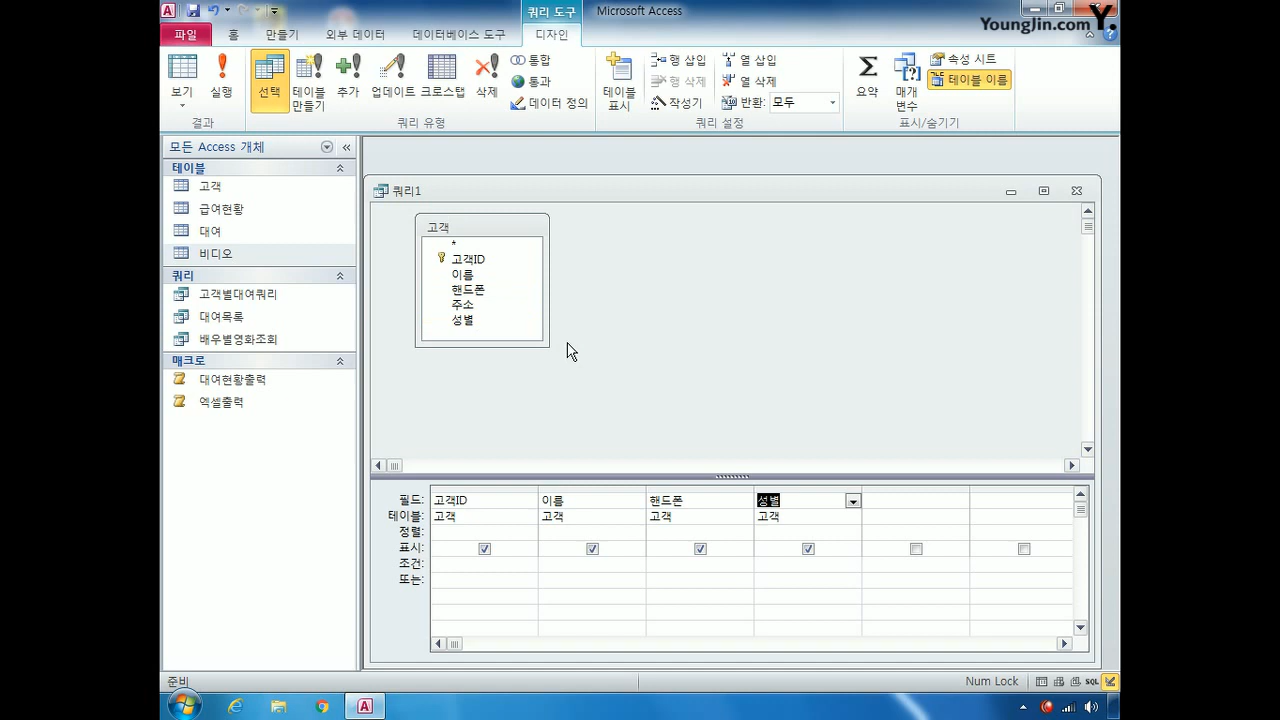 쿼리 도구
Microsoft Access
YoungJin.com Y.
파일
홈
만들기
외부 데이터
데이터베이스 도구
디자인
보기
실행
선택
테이블
만들기
추가
업데이트
크로스탭
삭제
통합
통과
데이터 정의
테이블
표시
행 삽입
행 삭제
작성기
열 삽입
열 삭제
반환: 모두
요약
매개
변수
속성 시트
테이블 이름
결과
쿼리 유형
쿼리 설정
표시/숨기기
모든 Access 개체
테이블
고객
급여현황
대여
비디오
쿼리
고객별대여쿼리
대여목록
배우별영화조회
매크로
대여현황출력
엑셀출력
쿼리1
고객
*
고객ID
이름
핸드폰
주소
성별
필드: 고객ID 이름 핸드폰 성별
테이블: 고객 고객 고객 고객
정렬:
표시:
조건:
또는:
준비
Num Lock
SQL